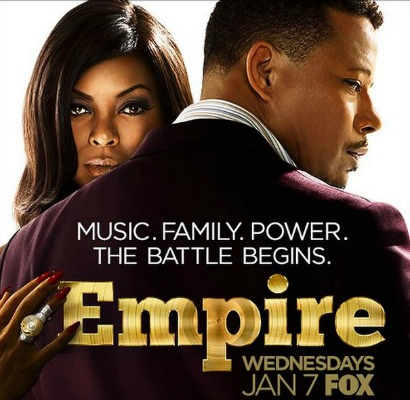 MUSIC. FAMILY. POWER.
THE BATTLE BEGINS.
Empire
WEDNESDAYS
JAN 7 FOX